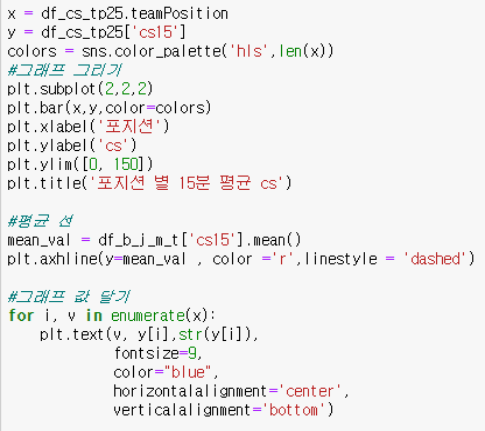 x = df_cs_tp25.teamPosition
y = df_cs_tp25['cs15']
colors = sns.color_palette('hls',len(x))
#그래프 그리기
plt.subplot(2,2,2)
plt.bar(x,y,color=colors)
plt.xlabel('포지션')
plt.ylabel('cs')
plt.ylim([0, 150])
plt.title('포지션 별 15분 평균 cs')

#평균 선
mean_val = df_b_j_m_t['cs15'].mean()
plt.axhline(y=mean_val , color ='r',linestyle = 'dashed')

#그래프 값 달기
for i, v in enumerate(x):
    plt.text(v, y[i],str(y[i]),
             fontsize=9,
             color="blue",
             horizontalalignment='center',
             verticalalignment='bottom')